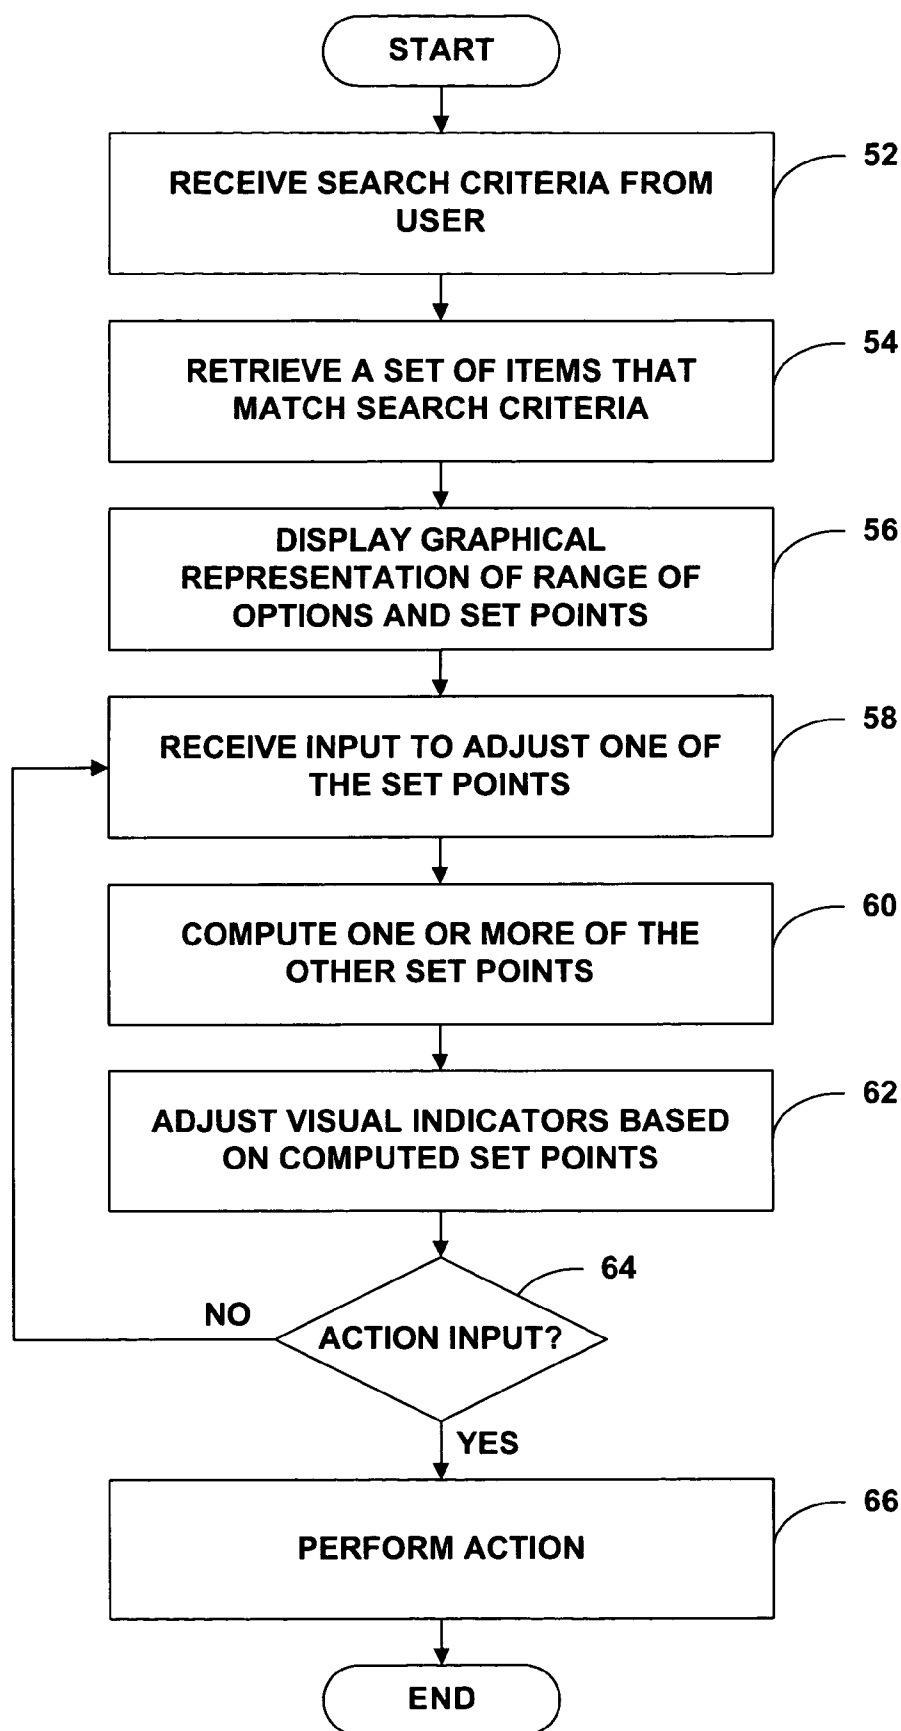 START
52
RECEIVE SEARCH CRITERIA FROM
USER
54
RETRIEVE A SET OF ITEMS THAT
MATCH SEARCH CRITERIA
56
DISPLAY GRAPHICAL
REPRESENTATION OF RANGE OF
OPTIONS AND SET POINTS
58
RECEIVE INPUT TO ADJUST ONE OF
THE SET POINTS
60
COMPUTE ONE OR MORE OF THE
OTHER SET POINTS
62
ADJUST VISUAL INDICATORS BASED
ON COMPUTED SET POINTS
64
NO
ACTION INPUT?
YES
66
PERFORM ACTION
END